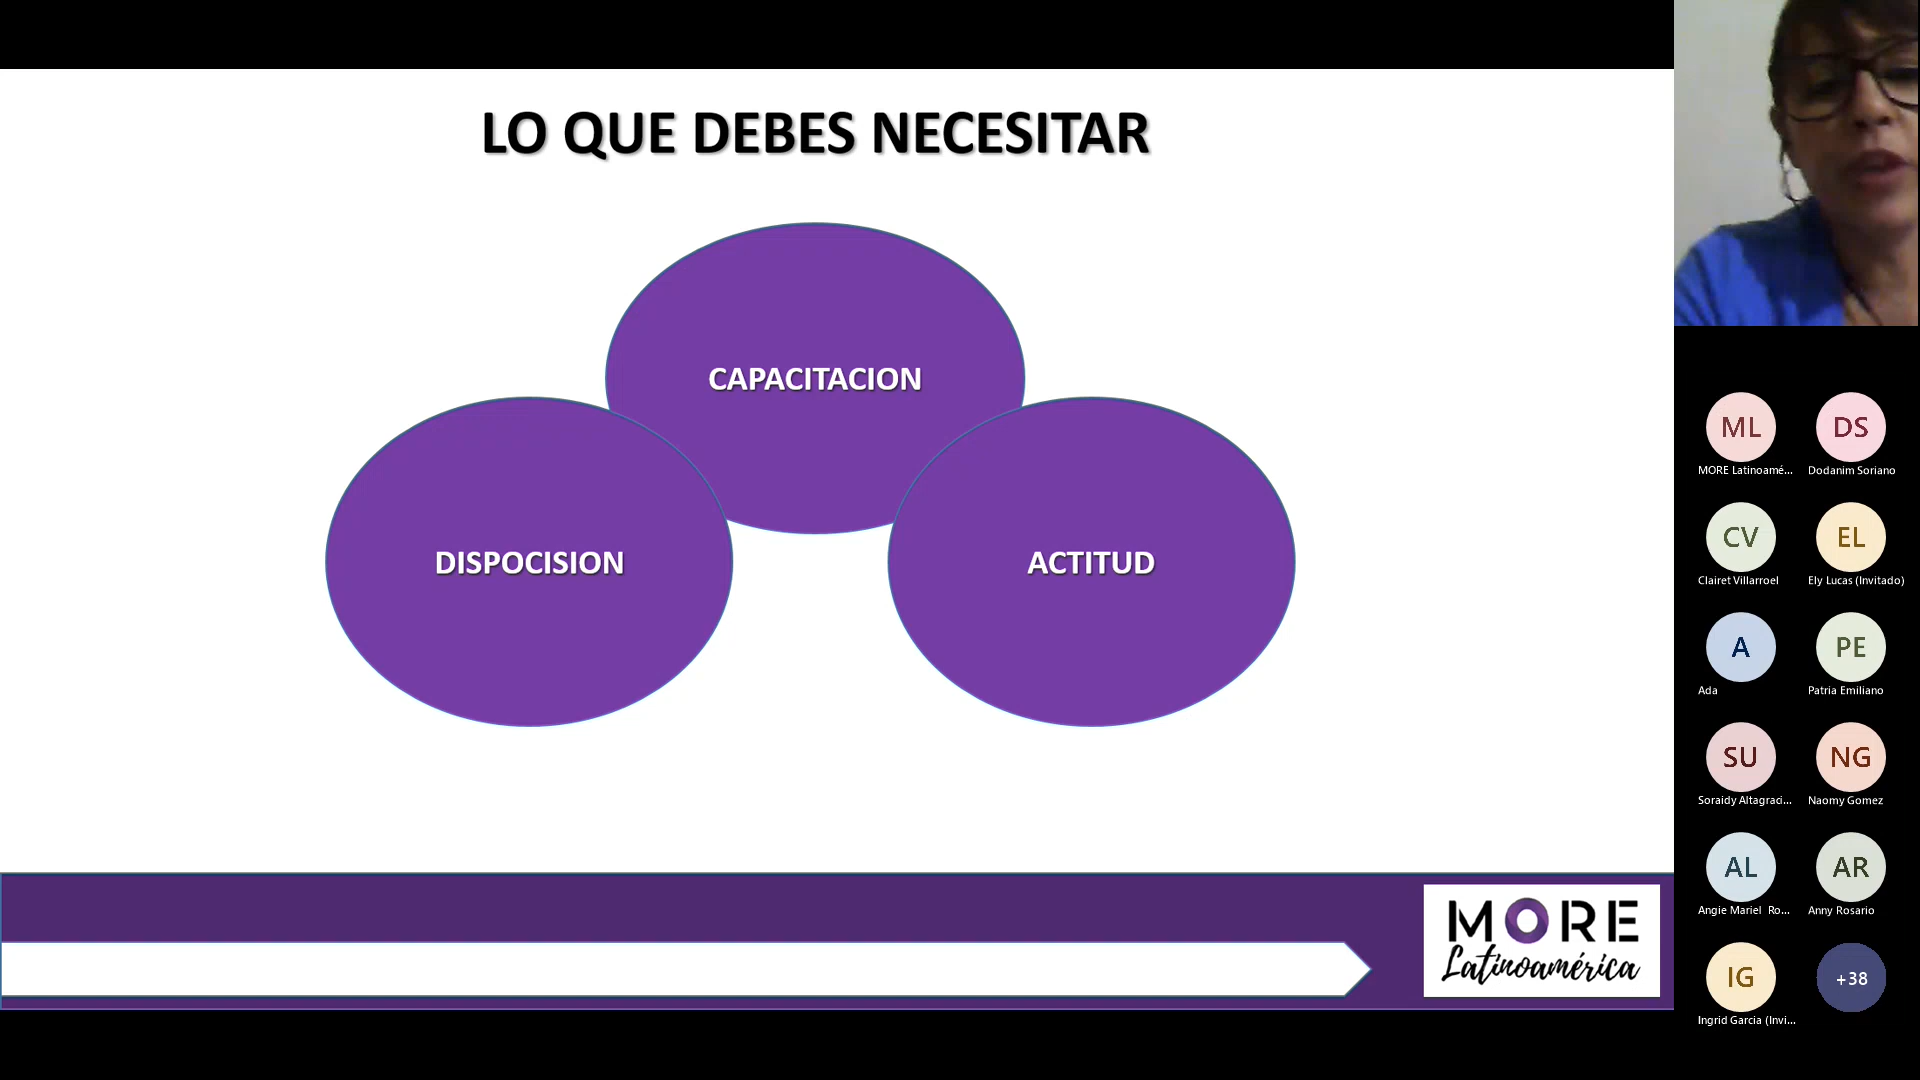 LO QUE DEBES NECESITAR
CAPACITACION
DISPOCISION
ACTITUD
MORE
Latinoamérica
ML
MORE Latinoamé...
DS
Dodanim Soriano
CV
Clairet Villarroel
EL
Ely Lucas (Invitado)
A
Ada
PE
Patria Emiliano
SU
Soraidy Altagraci...
NG
Naomy Gomez
AL
Angie Mariel Ro...
AR
Anny Rosario
IG
Ingrid Garcia (Invi...
+38